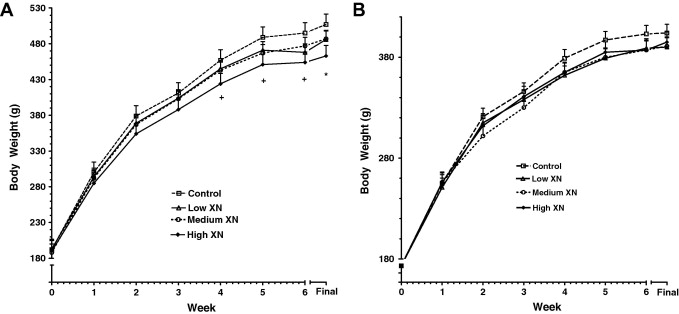 A
B
530
480
430
380
330
280
230
180
Body Weight (g)
Control
Low XN
Medium XN
High XN
+
+
+
*
0 1 2 3 4 5 6 Final
Week
380
280
180
Body Weight (g)
Control
Low XN
Medium XN
High XN
0 1 2 3 4 5 6 Final
Week